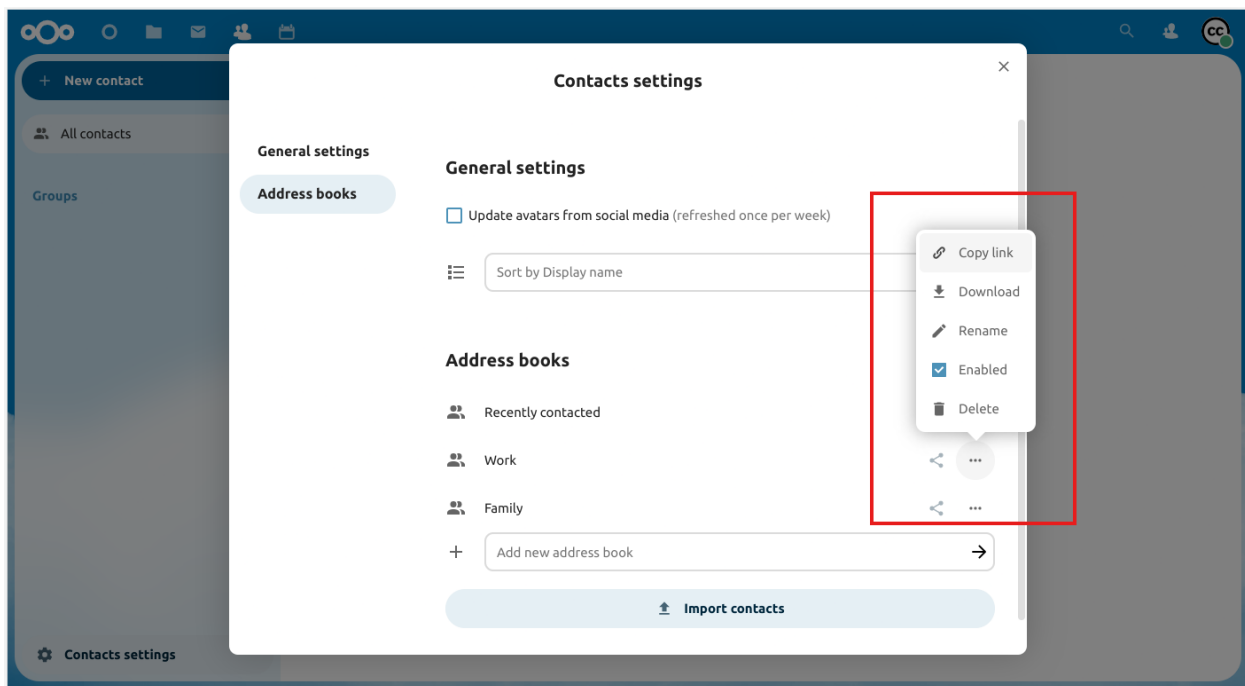 CC
New contact
All contacts
Groups
Contacts settings
Contacts settings
General settings
Address books
General settings
Update avatars from social media (refreshed once per week)
Sort by Display name
Address books
Recently contacted
Work
Family
Add new address book
Import contacts
Copy link
Download
Rename
Enabled
Delete